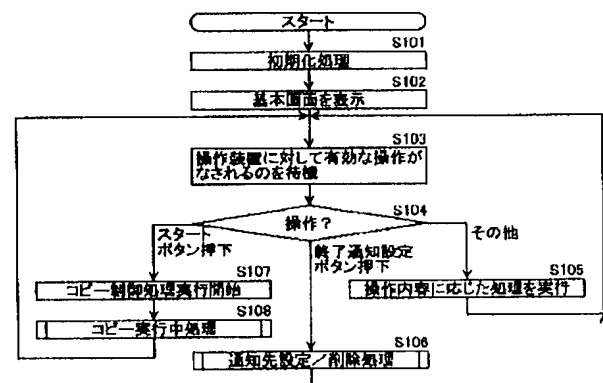 スタート
S101
初期化処理
S102
基本画面を表示
S103
操作装置に対して有効な操作が
なされるのを待機
S104
操作？
スタート
ボタン押下
終了通知設定
ボタン押下
その他
S107
コピー制御処理実行開始
S105
操作内容に応じた処理を実行
S108
コピー実行中処理
S106
通知先設定／削除処理